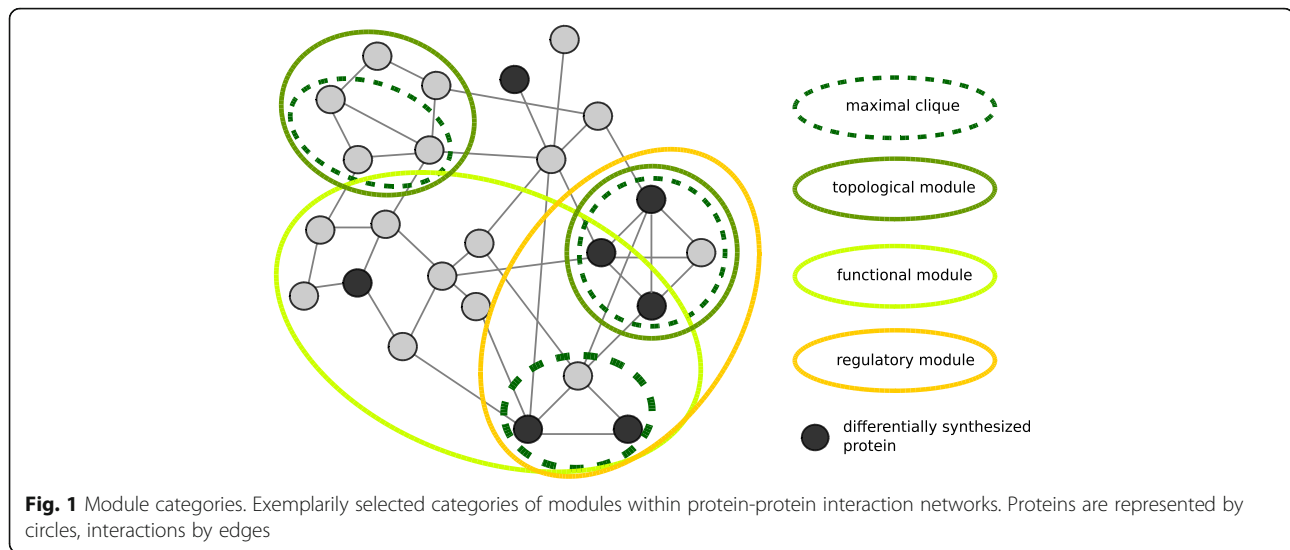 maximal clique
topological module
functional module
regulatory module
differentially synthesized
protein
Fig. 1 Module categories. Exemplarily selected categories of modules within protein-protein interaction networks. Proteins are represented by
circles, interactions by edges